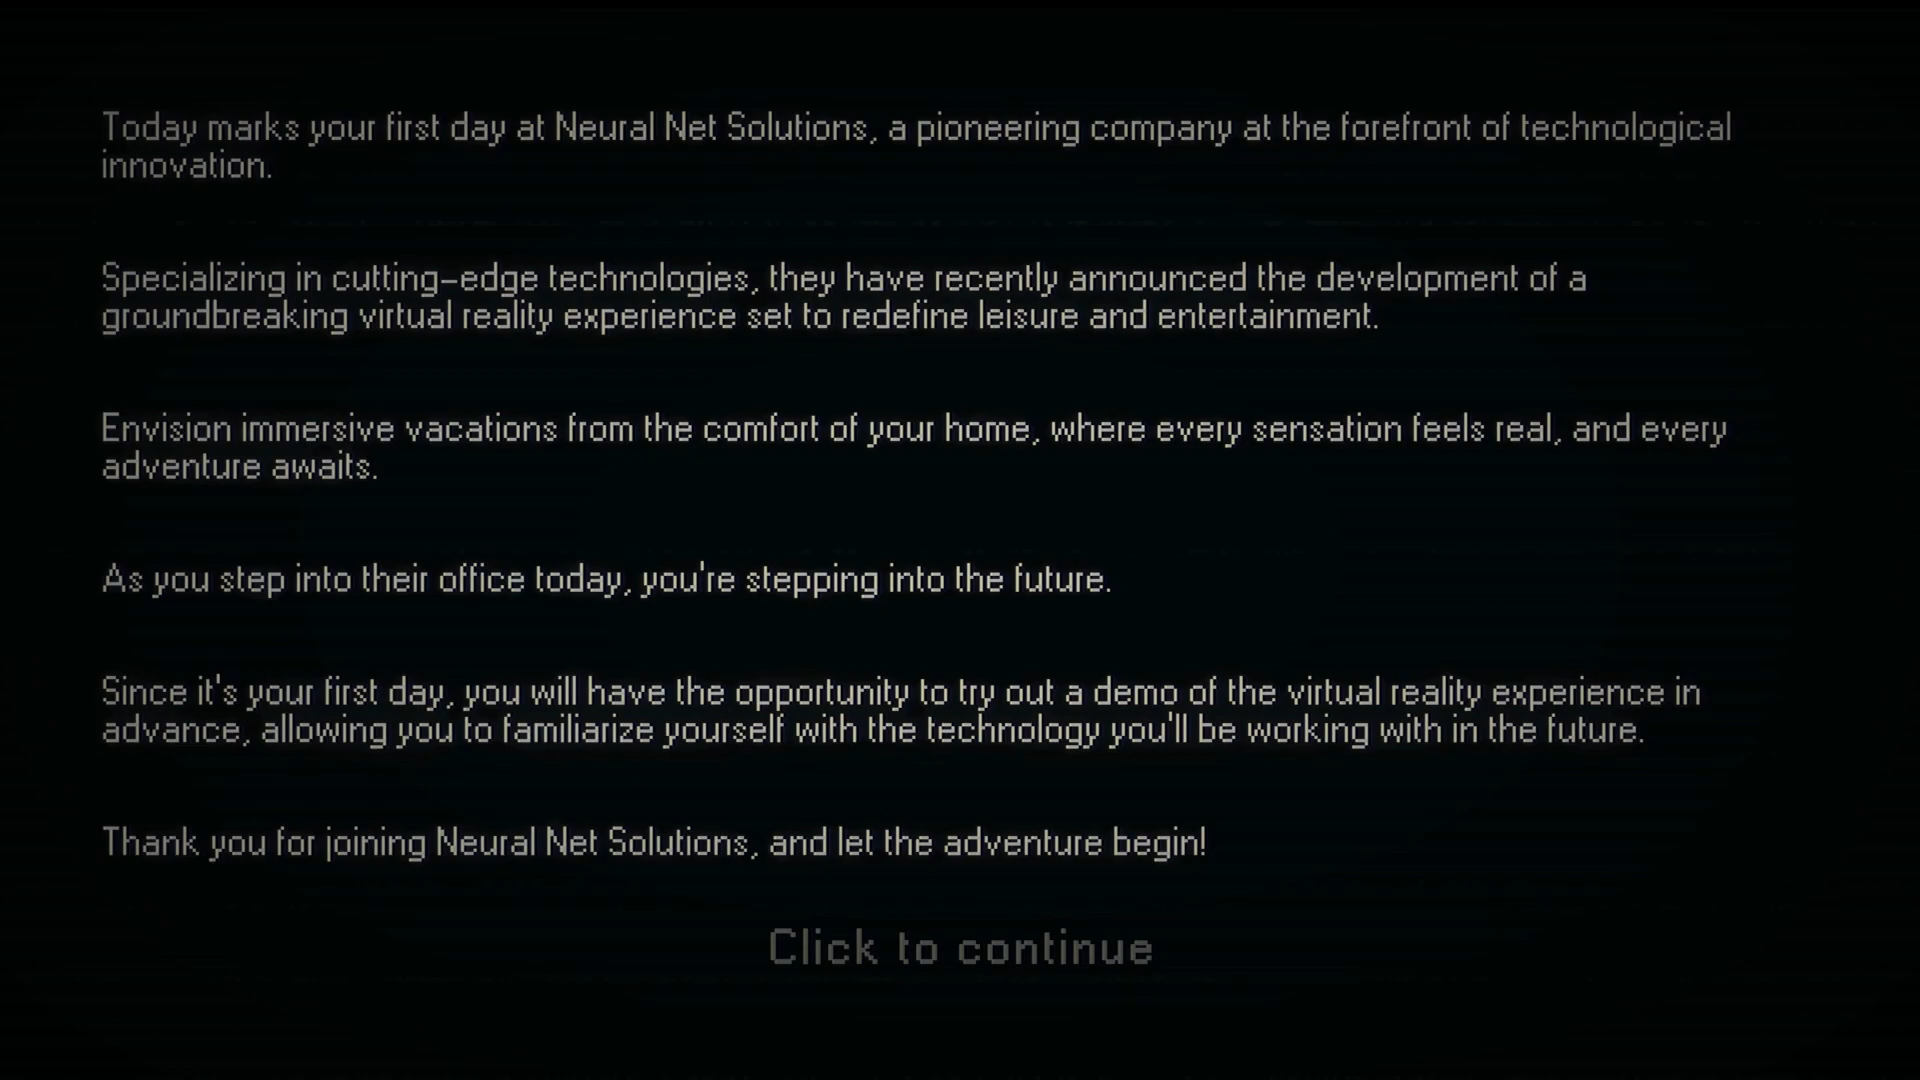 Today marks your first day at Neural Net Solutions, a pioneering company at the forefront of technological
innovation.
Specializing in cutting-edge technologies, they have recently announced the development of a
groundbreaking virtual reality experience set to redefine leisure and entertainment.
Envision immersive vacations from the comfort of your home, where every sensation feels real, and every
adventure awaits.
As you step into their office today, you're stepping into the future.
Since it's your first day, you will have the opportunity to try out a demo of the virtual reality experience in
advance, allowing you to familiarize yourself with the technology you'll be working with in the future.
Thank you for joining Neural Net Solutions, and let the adventure begin!
Click to continue